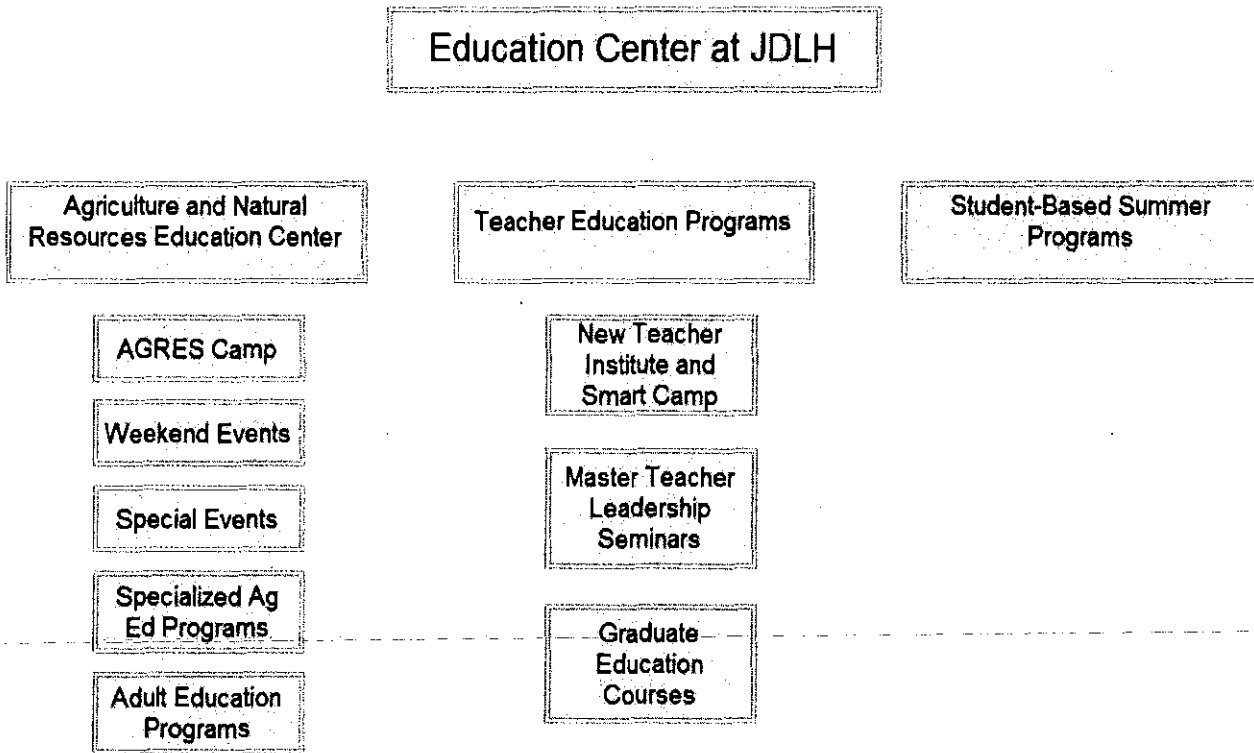 Education Center at JDLH
Agriculture and Natural
Resources Education Center
Teacher Education Programs
Student-Based Summer
Programs
AGRES Camp
Weekend Events
Special Events
Specialized Ag
Ed Programs
Adult Education
Programs
New Teacher
Institute and
Smart Camp
Master Teacher
Leadership
Seminars
Graduate
Education
Courses